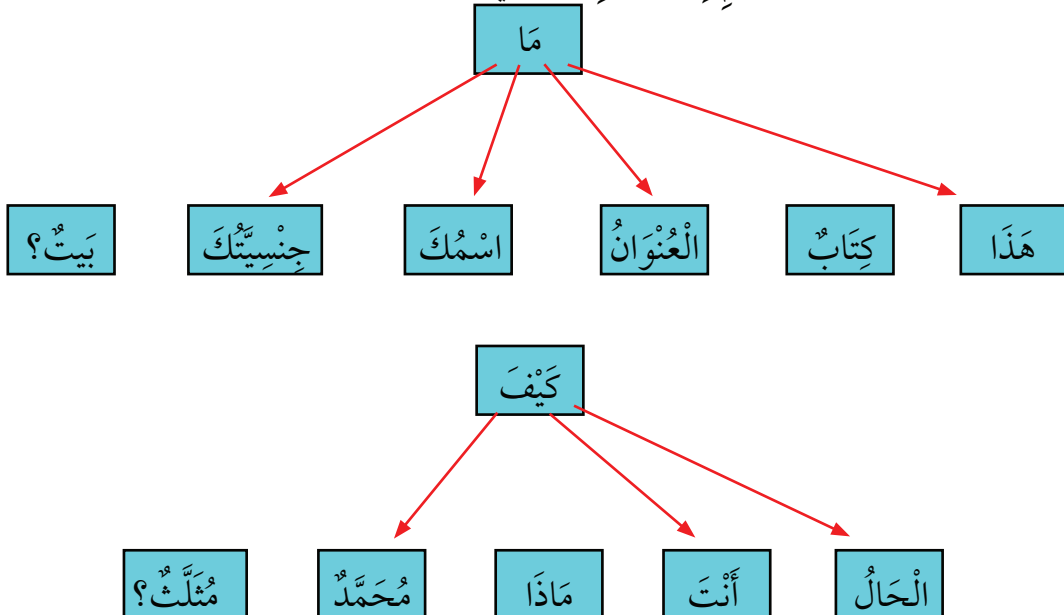 مَا
هَذَا كِتَابٌ الْعُنْوَانُ اسْمُكَ جِنْسِيَّتُكَ بَيتٌ؟
كَيْفَ
الْحَالُ أَنْتَ مَاذَا مُحَمَّدٌ مُثَلَّثٌ؟